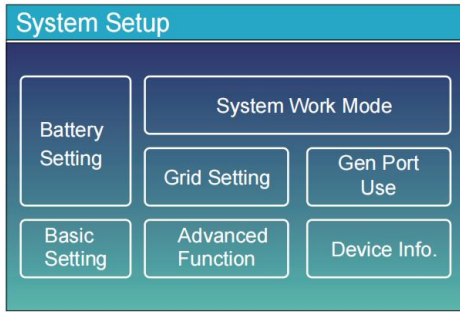 System Setup
Battery
Setting
System Work Mode
Grid Setting
Gen Port
Use
Basic
Setting
Advanced
Function
Device Info.